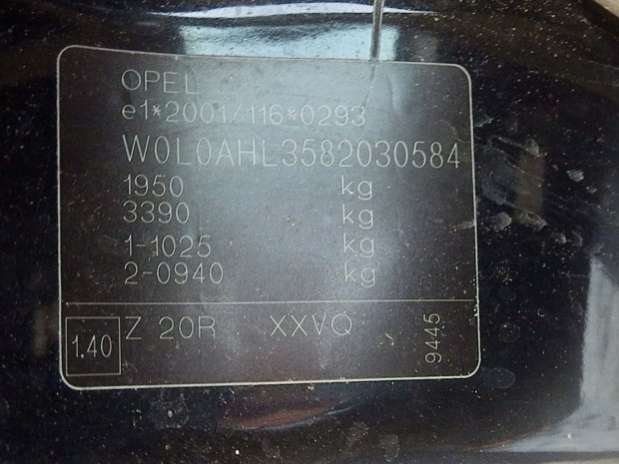 OPEL
e1*2001/116*0293
W0L0AHL3582030584
1950 kg
3390 kg
1-1025 kg
2-0940 kg
1.40 Z 20R XXVQ 9445